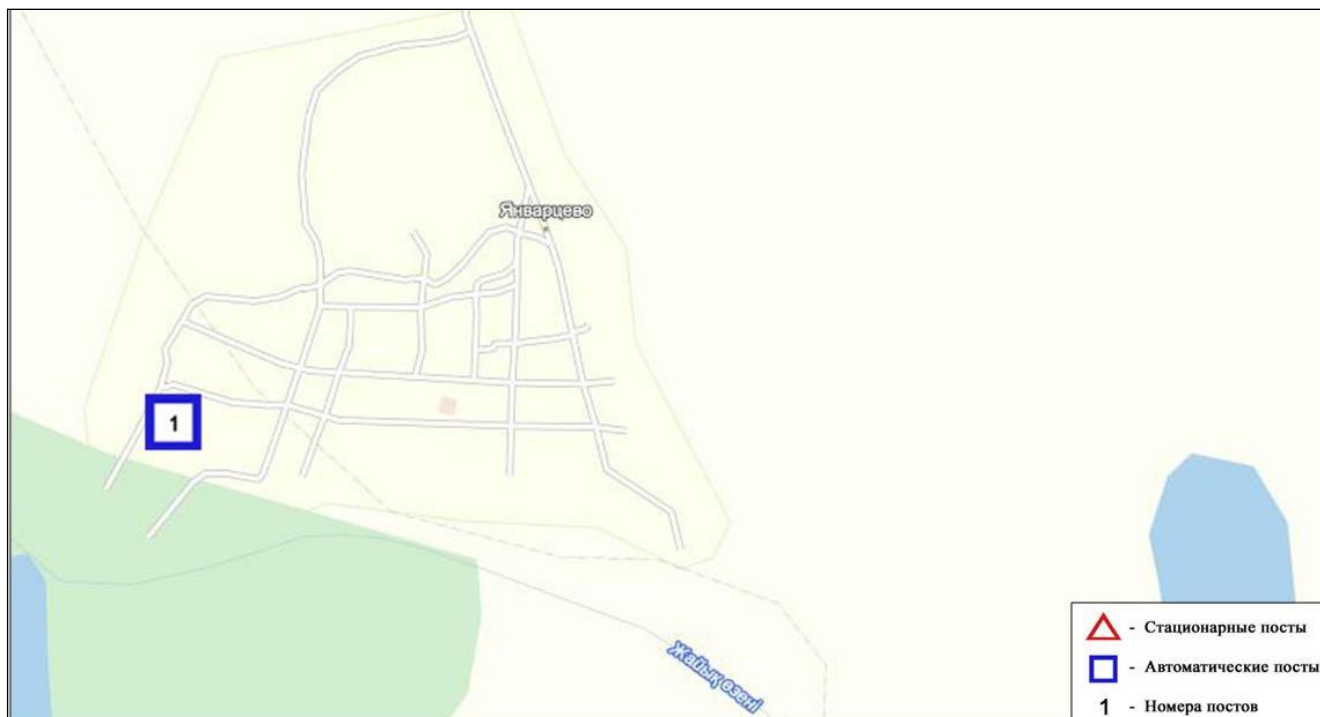 Январцево
1
Жайық өзені
- Стационарные посты
- Автоматические посты
1 - Номера постов